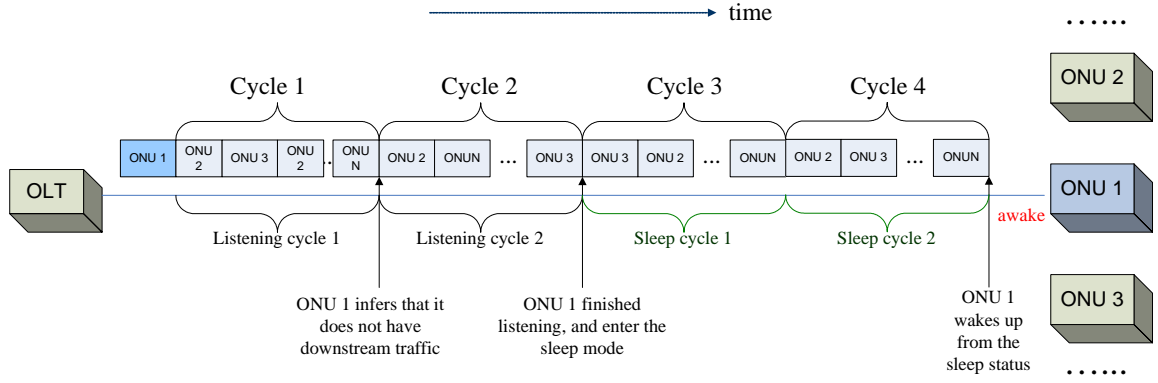 time
......
Cycle 1
Cycle 2
Cycle 3
Cycle 4
ONU 2
ONU 1
ONU
2
ONU 3
ONU
2
..
ONU
N
ONU 2
ONUN
...
ONU 3
ONU 3
ONU 2
...
ONUN
ONU 2
ONU 3
...
ONUN
OLT
ONU 1
awake
Listening cycle 1
Listening cycle 2
Sleep cycle 1
Sleep cycle 2
ONU 1 infers that it
does not have
downstream traffic
ONU 1 finished
listening, and enter the
sleep mode
ONU 1
wakes up
from the
sleep status
ONU 3
......